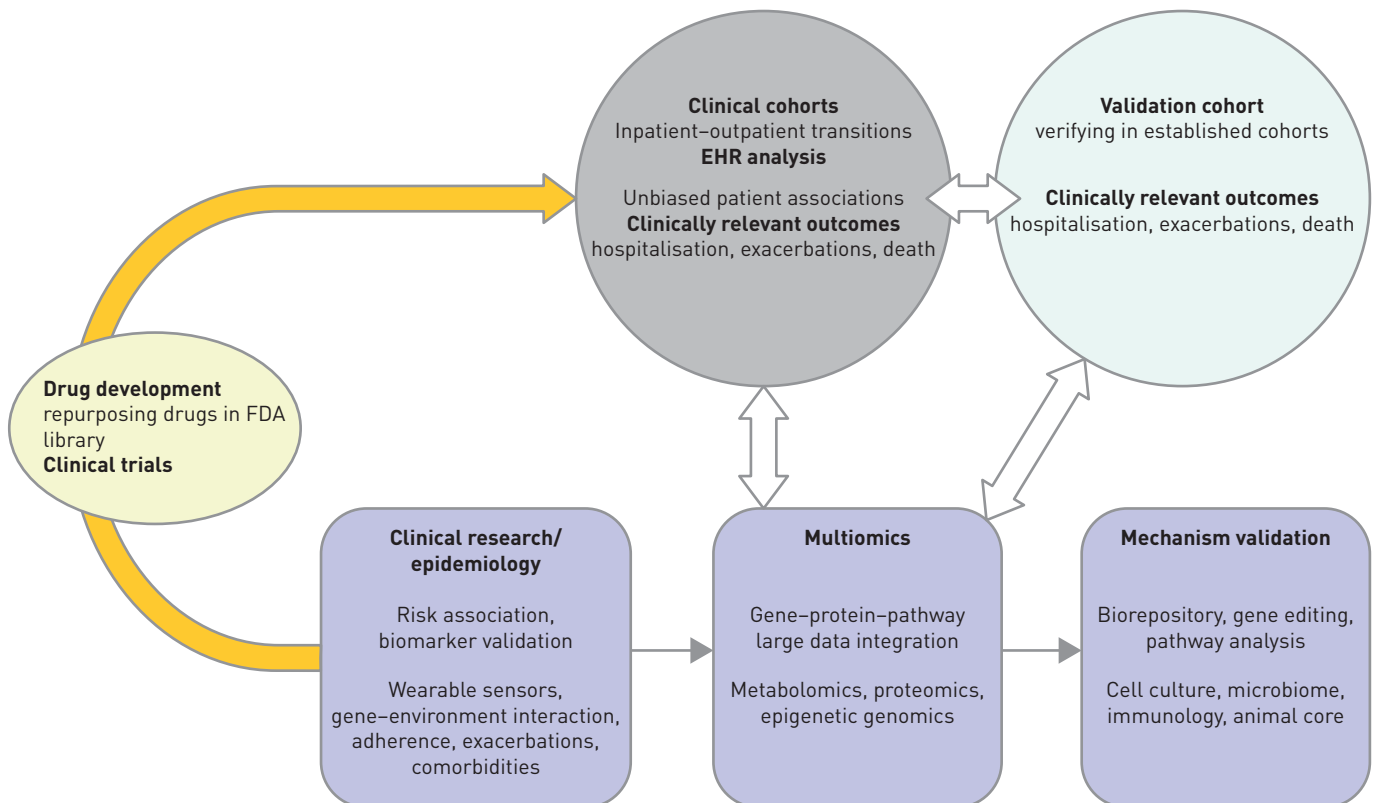 Clinical cohorts
Inpatient–outpatient transitions
EHR analysis
Unbiased patient associations
Clinically relevant outcomes
hospitalisation, exacerbations, death
Validation cohort
verifying in established cohorts
Clinically relevant outcomes
hospitalisation, exacerbations, death
Drug development
repurposing drugs in FDA
library
Clinical trials
Clinical research/
epidemiology
Risk association,
biomarker validation
Wearable sensors,
gene–environment interaction,
adherence, exacerbations,
comorbidities
Multiomics
Gene–protein–pathway
large data integration
Metabolomics, proteomics,
epigenetic genomics
Mechanism validation
Biorepository, gene editing,
pathway analysis
Cell culture, microbiome,
immunology, animal core